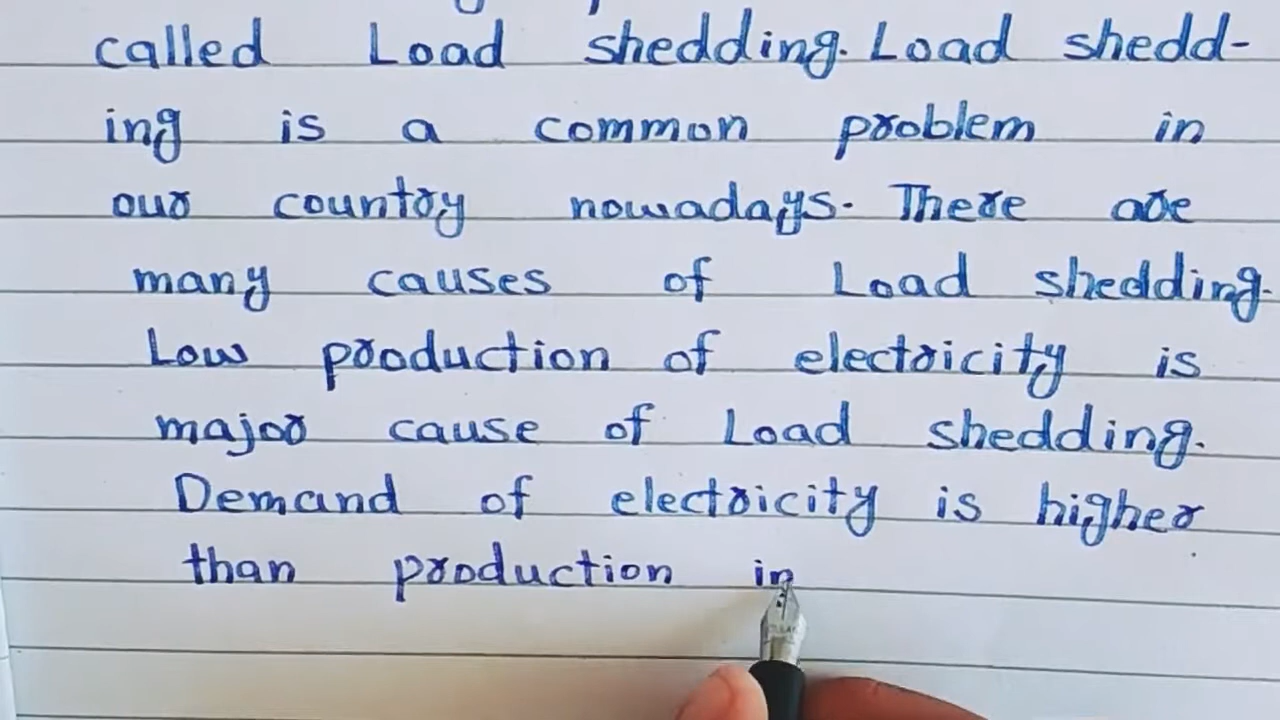 called Load shedding. Load shedd-
ing is a common problem in
our country nowadays. There are
many causes of Load shedding.
Low production of electricity is
major cause of Load shedding.
Demand of electricity is higher
than production in